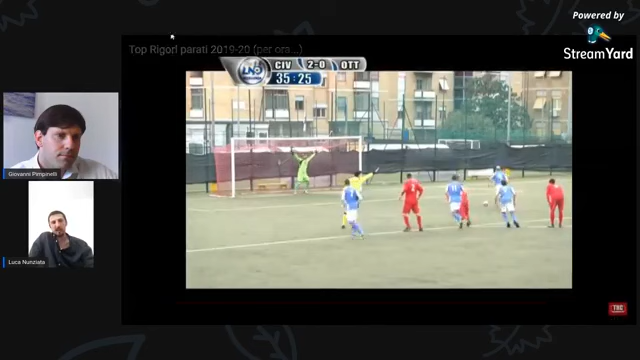 Powered by
StreamYard
Top Rigori parati 2019-20 (per ora...)
LND
CIV 2-0 OTT
35:25
Giovanni Pimpinelli
Luca Nunziata